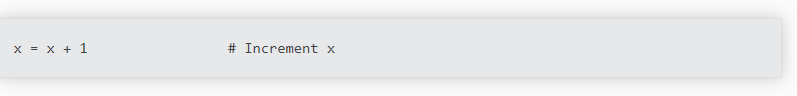 x = x + 1                 # Increment x